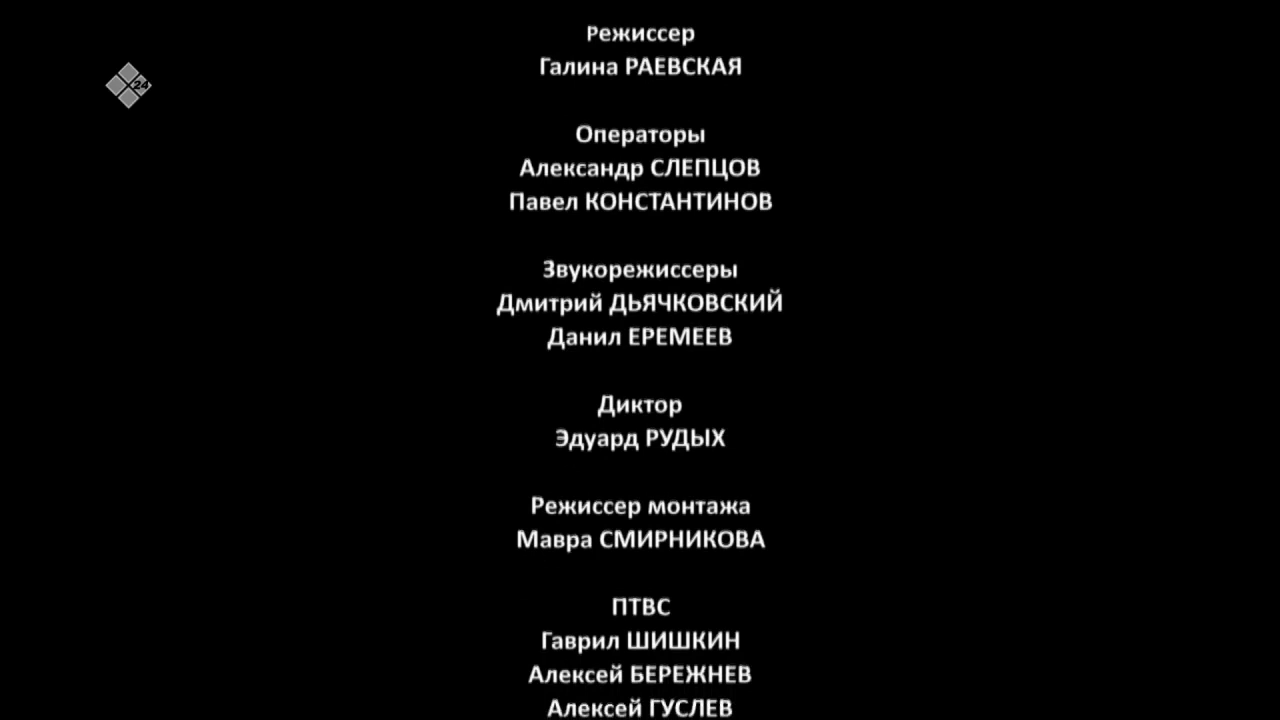 Режиссер
Галина РАЕВСКАЯ
Х24
Операторы
Александр СЛЕПЦОВ
Павел КОНСТАНТИНОВ
Звукорежиссеры
Дмитрий ДЬЯЧКОВСКИЙ
Данил ЕРЕМЕЕВ
Диктор
Эдуард РУДЫХ
Режиссер монтажа
Мавра СМИРНИКОВА
ПТВС
Гаврил ШИШКИН
Алексей БЕРЕЖНЕВ
Алексей ГУСЛЕВ